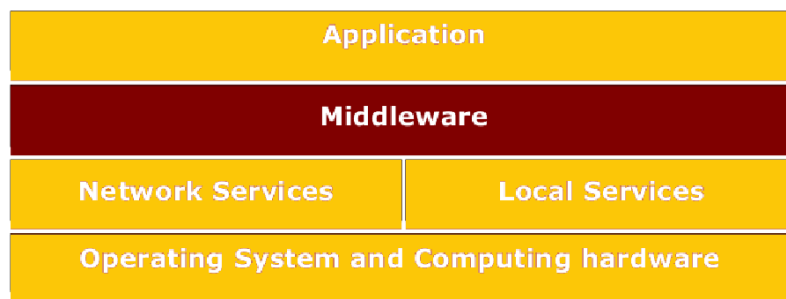 Application
Middleware
Network Services
Local Services
Operating System and Computing hardware